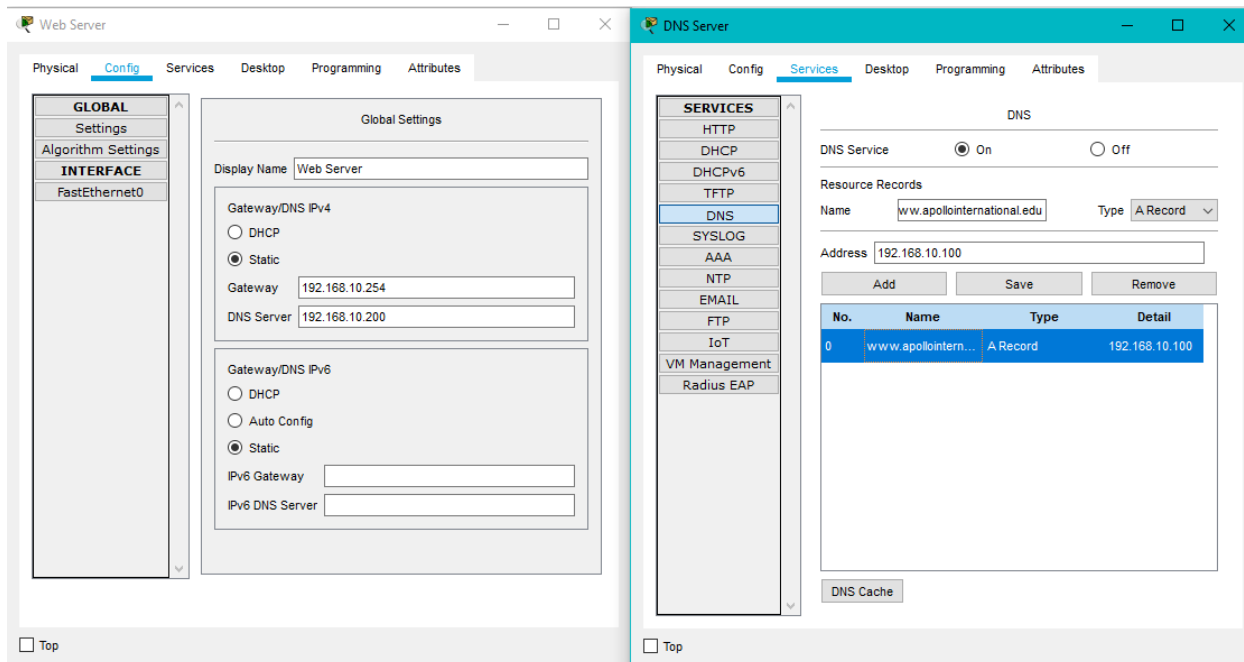 Web Server
Physical Config Services Desktop Programming Attributes
GLOBAL
Settings
Algorithm Settings
INTERFACE
FastEthernet0
Global Settings
Display Name Web Server
Gateway/DNS IPv4
DHCP
Static
Gateway 192.168.10.254
DNS Server 192.168.10.200
Gateway/DNS IPv6
DHCP
Auto Config
Static
IPv6 Gateway
IPv6 DNS Server
Top
DNS Server
Physical Config Services Desktop Programming Attributes
SERVICES
HTTP
DHCP
DHCPv6
TFTP
DNS
SYSLOG
AAA
NTP
EMAIL
FTP
IoT
VM Management
Radius EAP
DNS
DNS Service On Off
Resource Records
Name ww.apollointernational.edu Type A Record
Address 192.168.10.100
Add Save Remove
No. Name Type Detail
0 www.apollointern... A Record 192.168.10.100
DNS Cache
Top